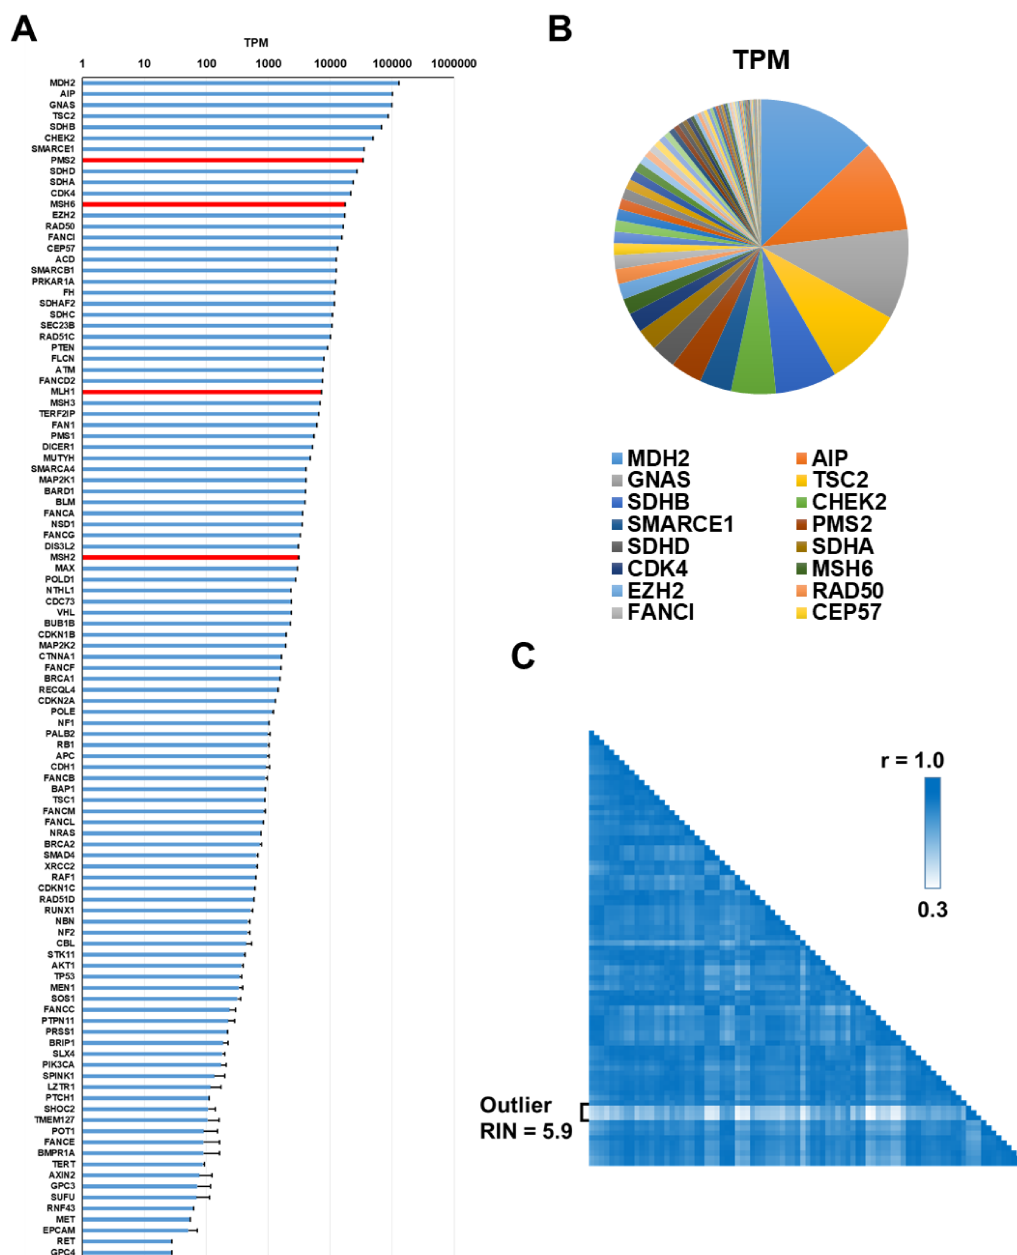 A
TPM
1 10 100 1000 10000 100000 1000000
MDH2
AIP
GNAS
TSC2
SDHB
CHEK2
SMARCE1
PMS2
SDHD
SDHA
CDK4
MSH6
EZH2
RAD50
FANCI
CEP57
ACD
SMARCB1
PRKAR1A
FH
SDHAF2
SDHC
SEC23B
RAD51C
PTEN
FLCN
ATM
FANCD2
MLH1
MSH3
TERF2IP
FAN1
PMS1
DICER1
MUTYH
SMARCA4
MAP2K1
BARD1
BLM
FANCA
NSD1
FANCG
DIS3L2
MSH2
MAX
POLD1
NTHL1
CDC73
VHL
BUB1B
CDKN1B
MAP2K2
CTNNA1
FANCF
BRCA1
RECQL4
CDKN2A
POLE
NF1
PALB2
RB1
APC
CDH1
FANCB
BAP1
TSC1
FANCM
FANCL
NRAS
BRCA2
SMAD4
XRCC2
RAF1
CDKN1C
RAD51D
RUNX1
NBN
NF2
CBL
STK11
AKT1
TP53
MEN1
SOS1
FANCC
PTPN11
PRSS1
BRIP1
SLX4
PIK3CA
SPINK1
LZTR1
PTCH1
SHOC2
TMEM127
POT1
FANCE
BMPR1A
TERT
AXIN2
GPC3
SUFU
RNF43
MET
EPCAM
RET
GPC4
B
TPM
MDH2 AIP
GNAS TSC2
SDHB CHEK2
SMARCE1 PMS2
SDHD SDHA
CDK4 MSH6
EZH2 RAD50
FANCI CEP57
C
r = 1.0
0.3
Outlier
RIN = 5.9